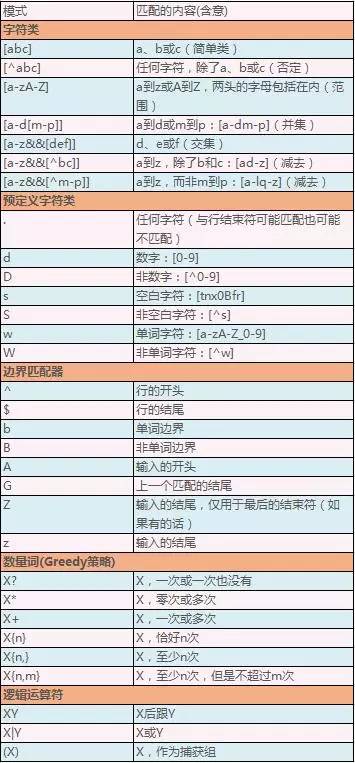 模式 匹配的内容(含意)
字符类
[abc] a、b或c（简单类）
[^abc] 任何字符，除了a、b或c（否定）
[a-zA-Z] a到z或A到Z，两头的字母包括在内（范
围）
[a-d[m-p]] a到d或m到p：[a-dm-p]（并集）
[a-z&&[def]] d、e或f（交集）
[a-z&&[^bc]] a到z，除了b和c：[ad-z]（减去）
[a-z&&[^m-p]] a到z，而非m到p：[a-lq-z]（减去）
预定义字符类
. 任何字符（与行结束符可能匹配也可能
不匹配）
d 数字：[0-9]
D 非数字：[^0-9]
s 空白字符：[tnx0Bfr]
S 非空白字符：[^s]
w 单词字符：[a-zA-Z_0-9]
W 非单词字符：[^w]
边界匹配器
^ 行的开头
$ 行的结尾
b 单词边界
B 非单词边界
A 输入的开头
G 上一个匹配的结尾
Z 输入的结尾，仅用于最后的结束符（如
果有的话）
z 输入的结尾
数量词(Greedy策略)
X? X，一次或一次也没有
X* X，零次或多次
X+ X，一次或多次
X{n} X，恰好n次
X{n,} X，至少n次
X{n,m} X，至少n次，但是不超过m次
逻辑运算符
XY X后跟Y
X|Y X或Y
(X) X，作为捕获组